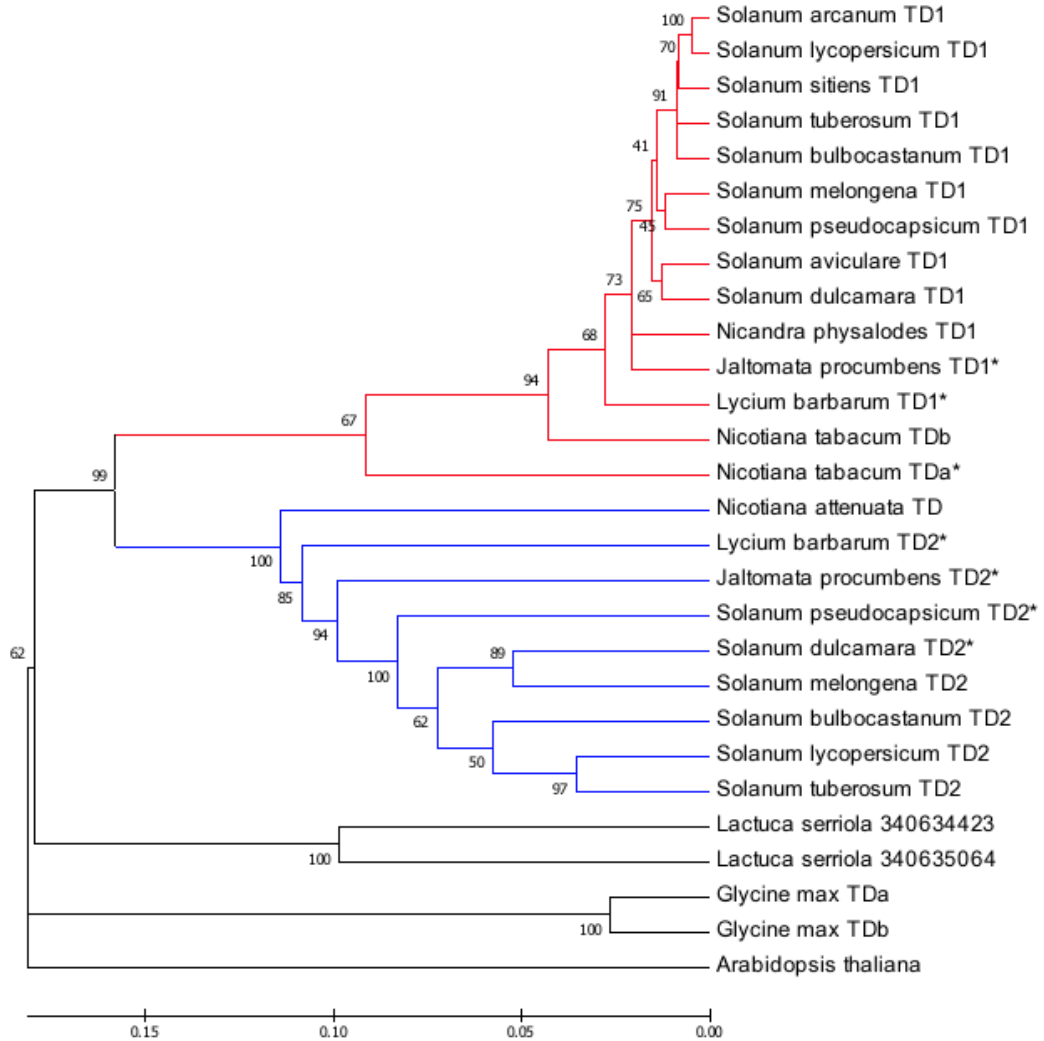 100
Solanum arcanum TD1
70
Solanum lycopersicum TD1
Solanum sitiens TD1
91
Solanum tuberosum TD1
41
Solanum bulbocastanum TD1
Solanum melongena TD1
75
45
Solanum pseudocapsicum TD1
Solanum aviculare TD1
73
65
Solanum dulcamara TD1
68
Nicandra physalodes TD1
Jaltomata procumbens TD1*
94
Lycium barbarum TD1*
67
Nicotiana tabacum TDb
99
Nicotiana tabacum TDa*
Nicotiana attenuata TD
100
Lycium barbarum TD2*
85
Jaltomata procumbens TD2*
94
Solanum pseudocapsicum TD2*
62
89
Solanum dulcamara TD2*
100
Solanum melongena TD2
62
Solanum bulbocastanum TD2
50
Solanum lycopersicum TD2
97
Solanum tuberosum TD2
Lactuca serriola 340634423
100
Lactuca serriola 340635064
Glycine max TDa
100
Glycine max TDb
Arabidopsis thaliana
0.15 0.10 0.05 0.00